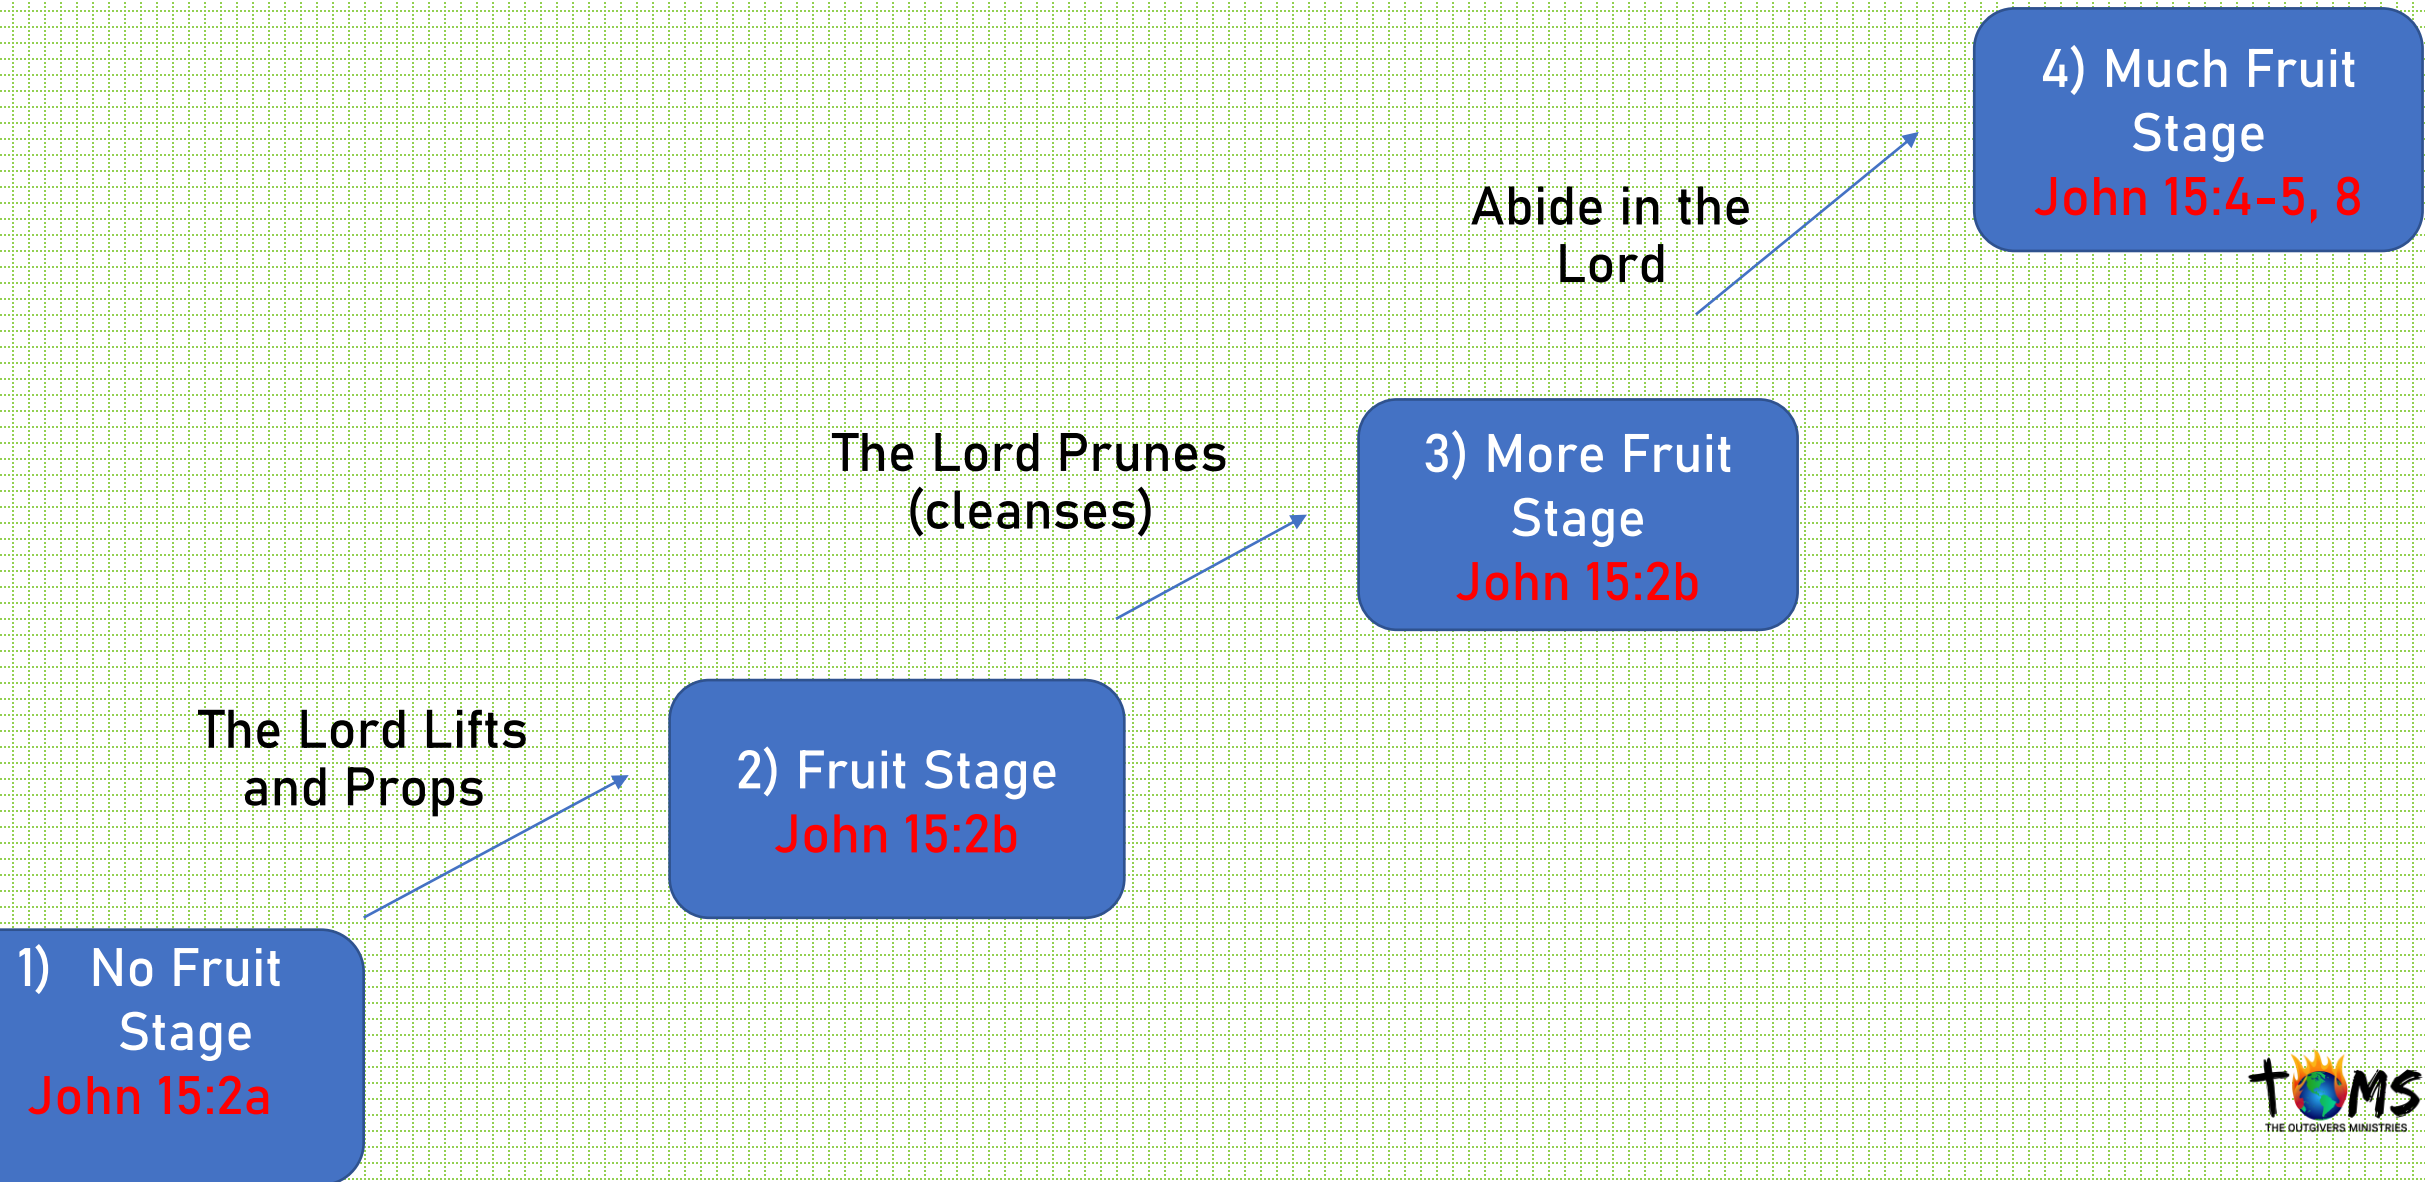 4) Much Fruit
Stage
John 15:4-5, 8
Abide in the
Lord
The Lord Prunes
(cleanses)
3) More Fruit
Stage
John 15:2b
The Lord Lifts
and Props
2) Fruit Stage
John 15:2b
1) No Fruit
Stage
John 15:2a
TOMS
THE OUTGIVERS MINISTRIES